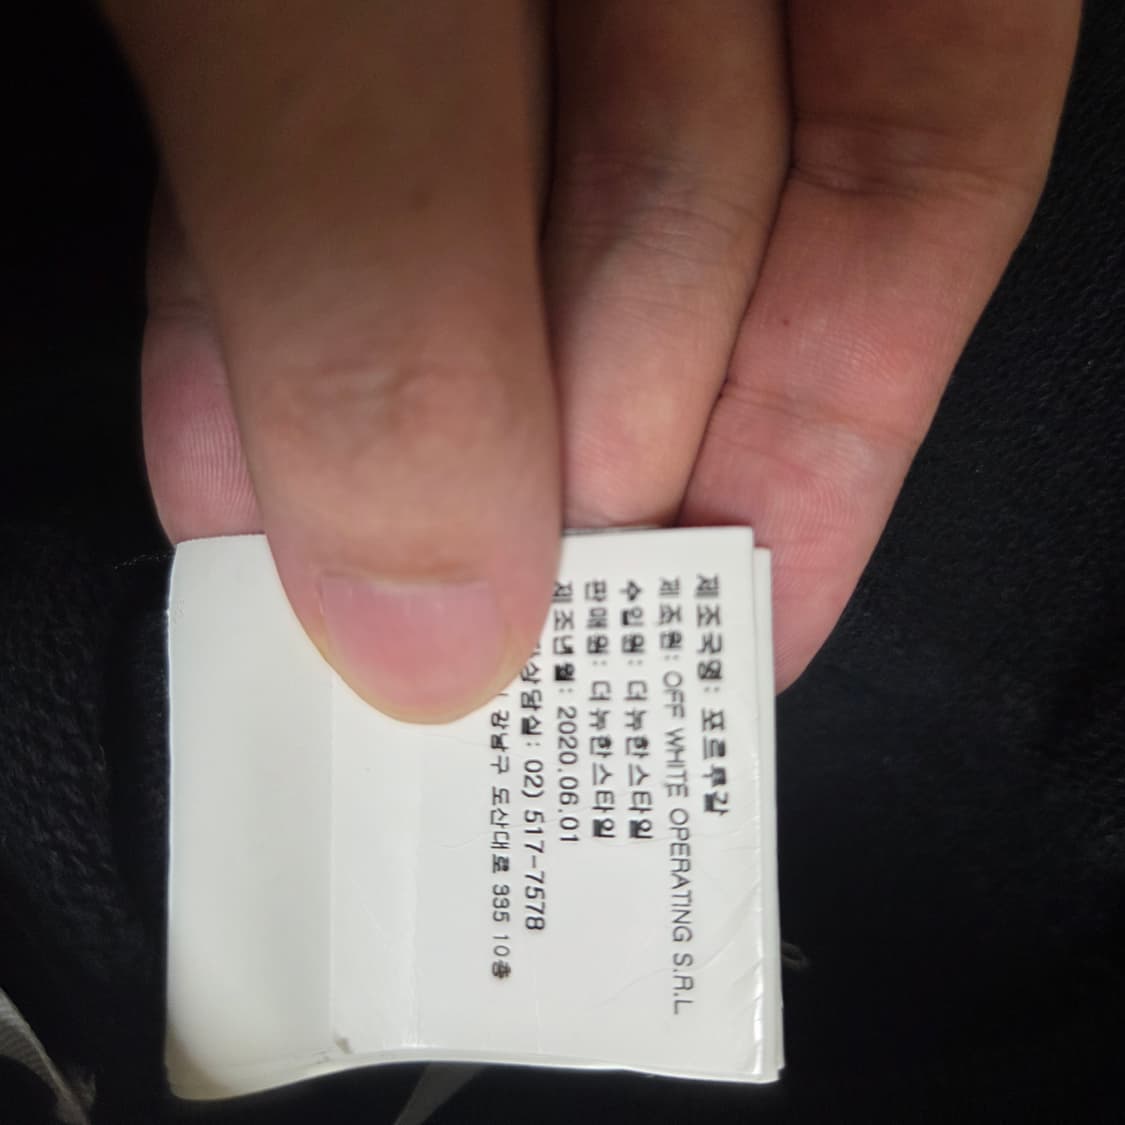 제조국명: 포르투갈
제조원: OFF WHITE OPERATING S.R.L
수입원: 더뉴한스타일
판매원: 더뉴한스타일
제조년월: 2020.06.01
상담실: 02) 517-7578
강남구 도산대로 335 10층